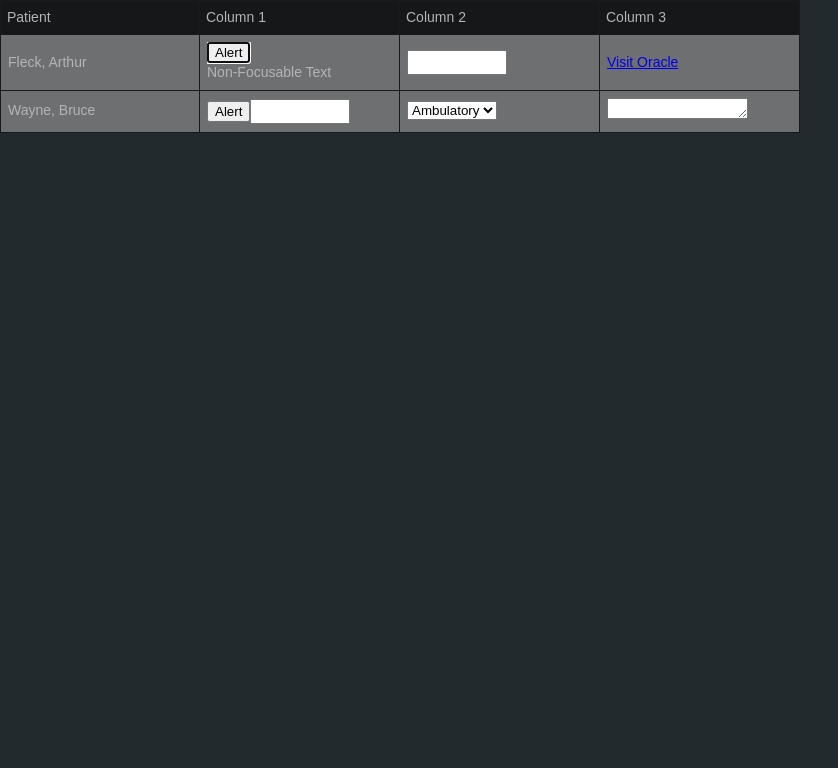 Patient Column 1 Column 2 Column 3
Fleck, Arthur Alert Visit Oracle
Non-Focusable Text
Wayne, Bruce Alert Ambulatory